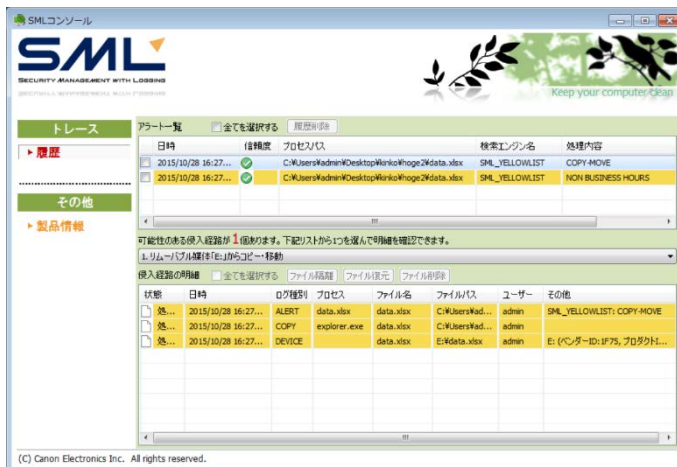 SMLコンソール
SML
SECURITY MANAGEMENT WITH LOGGING
Keep your computer clean
トレース
▶ 履歴
その他
▶ 製品情報
アラート一覧 全てを選択する 履歴削除
日時 信頼度 プロセスパス 検索エンジン名 処理内容
2015/10/28 16:27... C:¥Users¥admin¥Desktop¥kinko¥hoge2¥data.xlsx SML_YELLOWLIST COPY-MOVE
2015/10/28 16:27... C:¥Users¥admin¥Desktop¥kinko¥hoge2¥data.xlsx SML_YELLOWLIST NON BUSINESS HOURS
可能性のある侵入経路が 1個あります。下記リストから1つを選んで明細を確認できます。
1. リムーバブル媒体「E:」からコピー・移動
侵入経路の明細 全てを選択する ファイル隔離 ファイル復元 ファイル削除
状態 日時 ログ種別 プロセス ファイル名 ファイルパス ユーザー その他
処... 2015/10/28 16:27... ALERT data.xlsx data.xlsx C:¥Users¥ad... admin SML_YELLOWLIST: COPY-MOVE
処... 2015/10/28 16:27... COPY explorer.exe data.xlsx C:¥Users¥ad... admin
処... 2015/10/28 16:27... DEVICE data.xlsx E:¥data.xlsx admin E: (ベンダーID:1F75, プロダクトI...
(C) Canon Electronics Inc. All rights reserved.